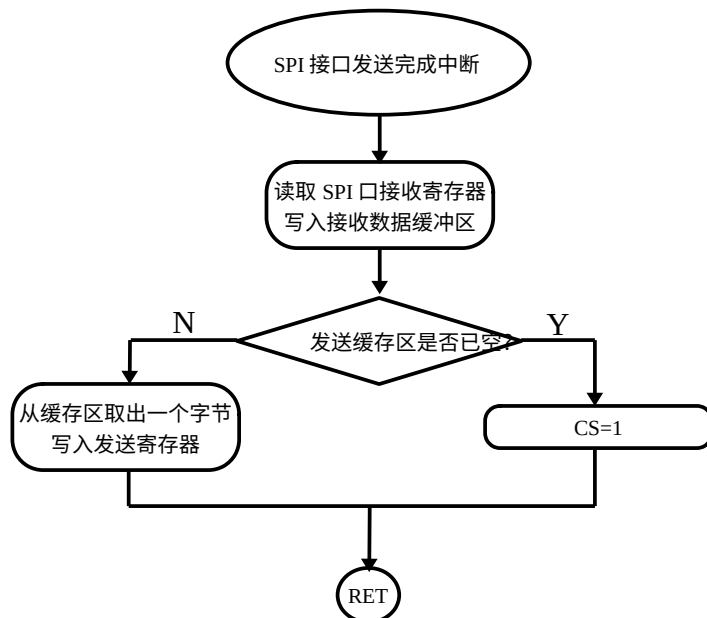 SPI 接口发送完成中断
读取 SPI 口接收寄存器
写入接收数据缓冲区
发送缓存区是否已空？
N
Y
从缓存区取出一个字节
写入发送寄存器
CS=1
RET